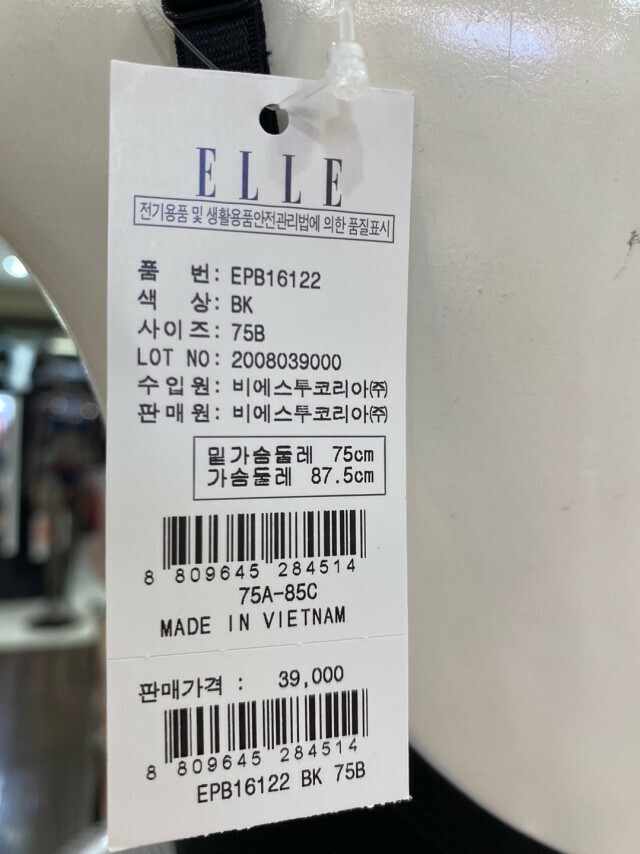 ELLE
전기용품 및 생활용품안전관리법에 의한 품질표시
품 번: EPB16122
색 상: BK
사이즈: 75B
LOT NO: 2008039000
수입원: 비에스투코리아㈜
판매원: 비에스투코리아㈜
밑가슴둘레 75cm
가슴둘레 87.5cm
8 809645 284514
75A-85C
MADE IN VIETNAM
판매가격 : 39,000
8 809645 284514
EPB16122 BK 75B